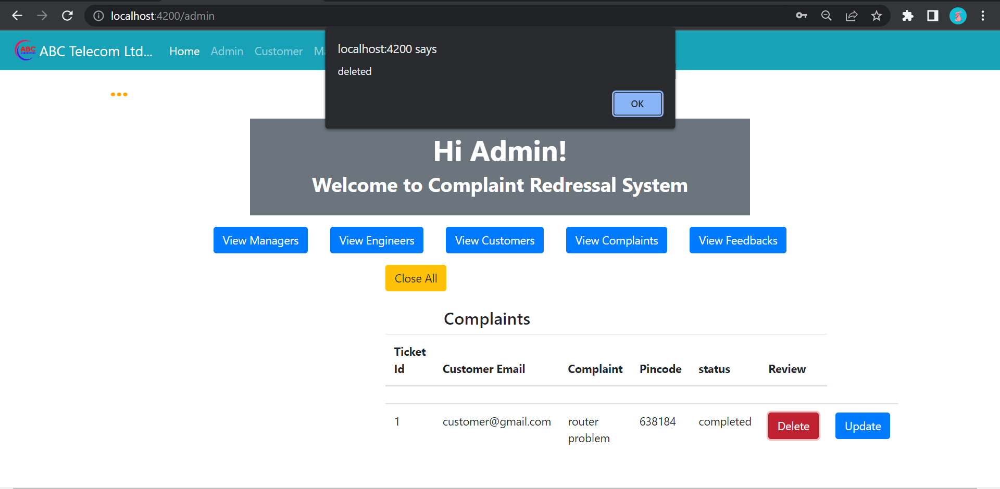 localhost:4200/admin
ABC
ABC Telecom Ltd... Home Admin Customer
localhost:4200 says
deleted
OK
Hi Admin!
Welcome to Complaint Redressal System
View Managers View Engineers View Customers View Complaints View Feedbacks
Close All
Complaints
Ticket
Id Customer Email Complaint Pincode status Review
1 customer@gmail.com router 638184 completed Delete Update
problem